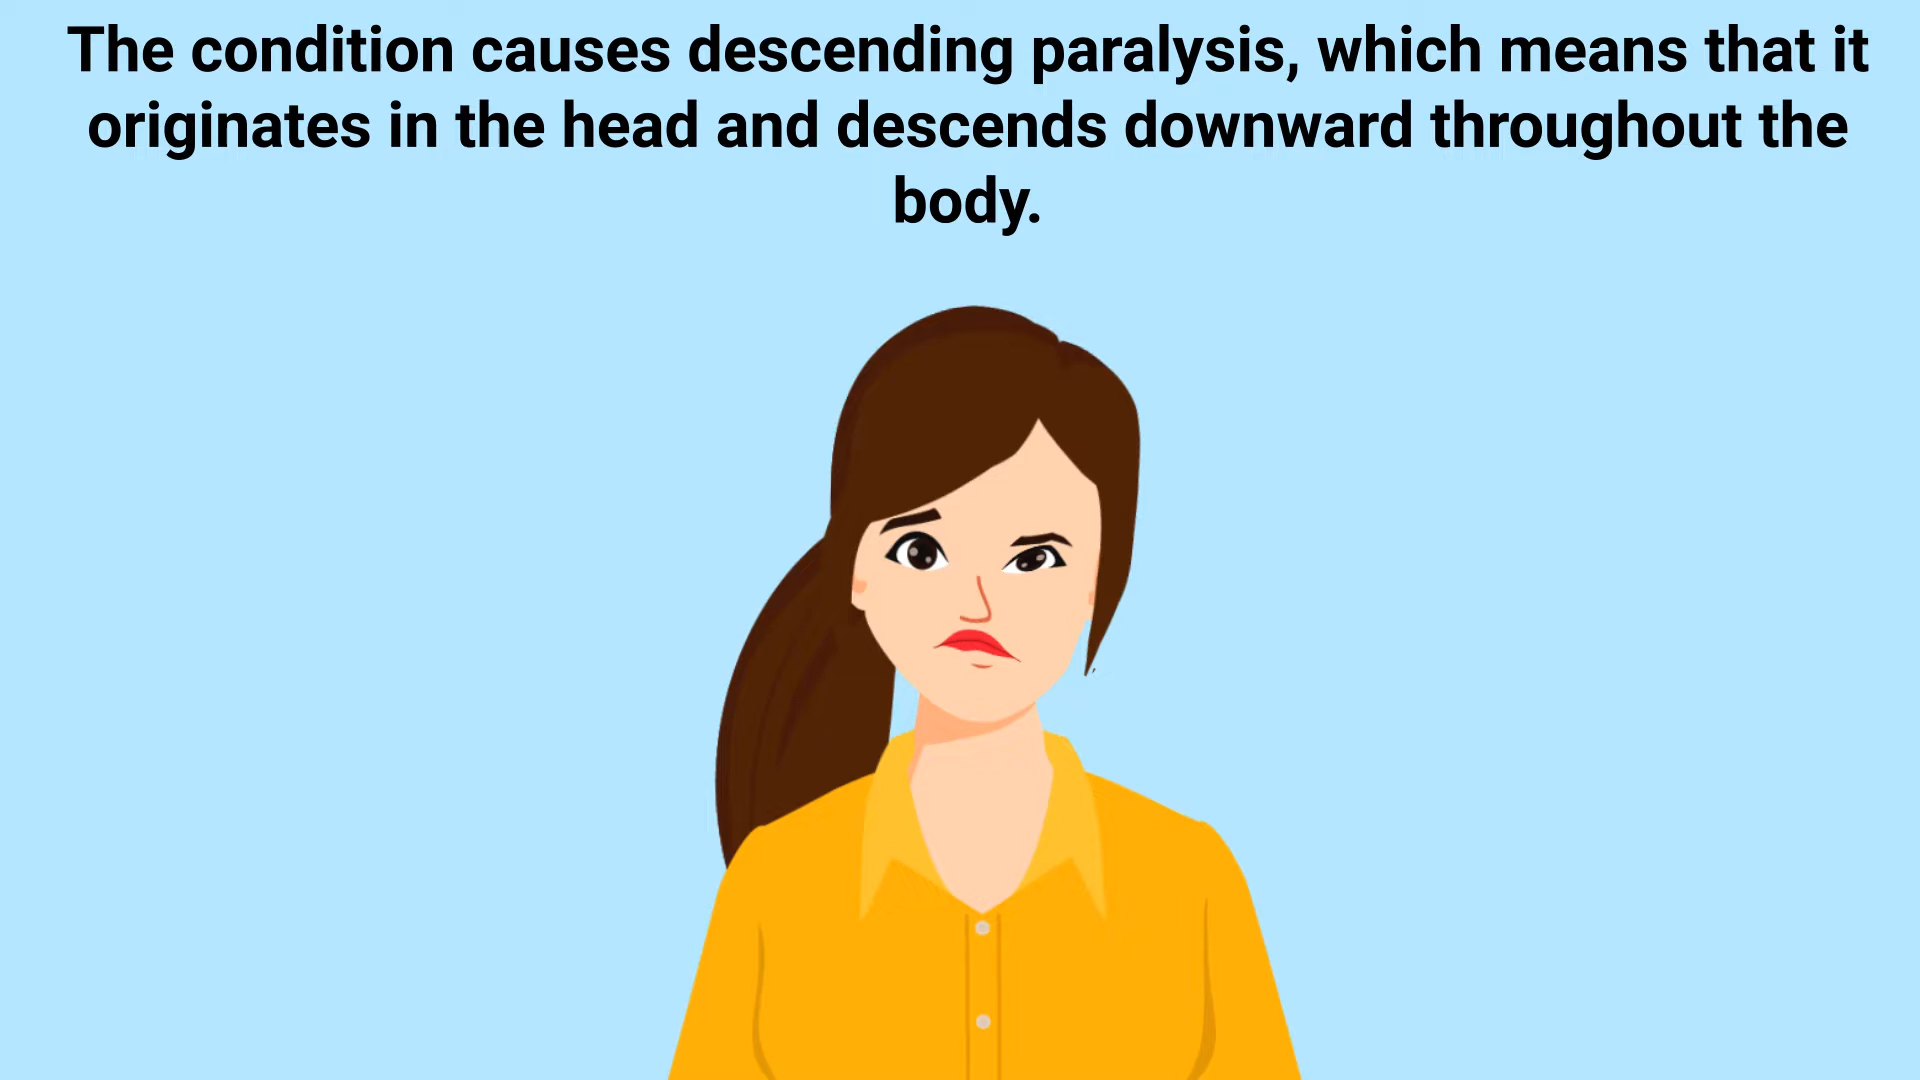 The condition causes descending paralysis, which means that it
originates in the head and descends downward throughout the
body.